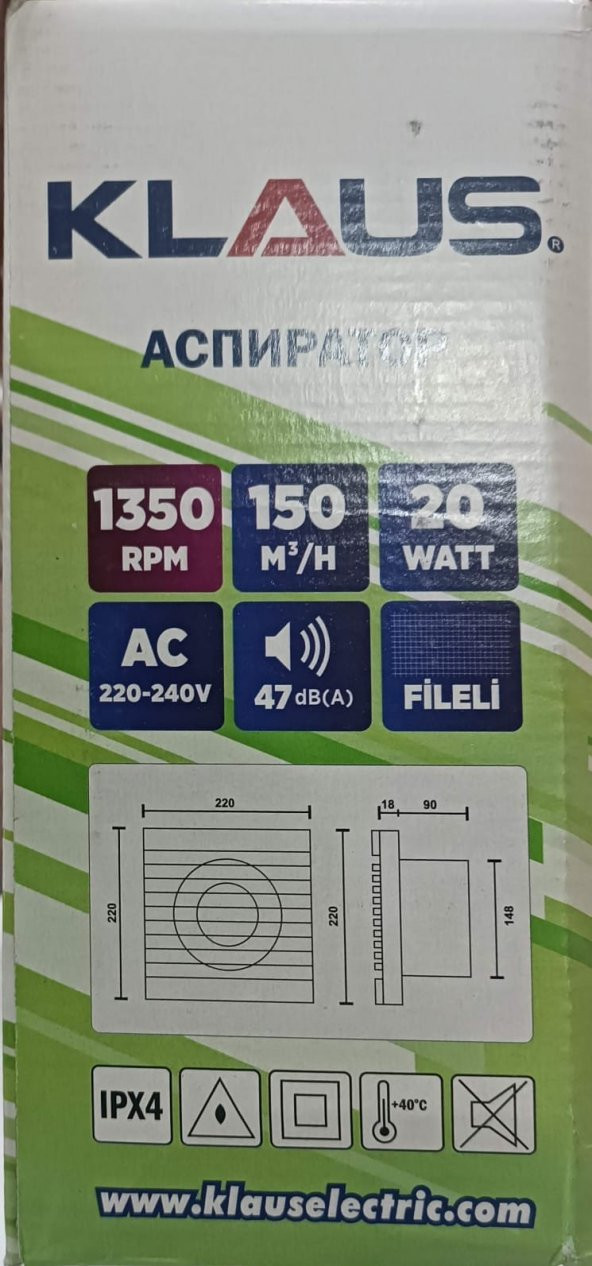 KLAUS®
АСПИРАТОР
1350
RPM
150
M³/H
20
WATT
AC
220-240V
47 dB(A)
FİLELİ
220
18
90
220
220
148
IPX4
+40°C
www.klauselectric.com